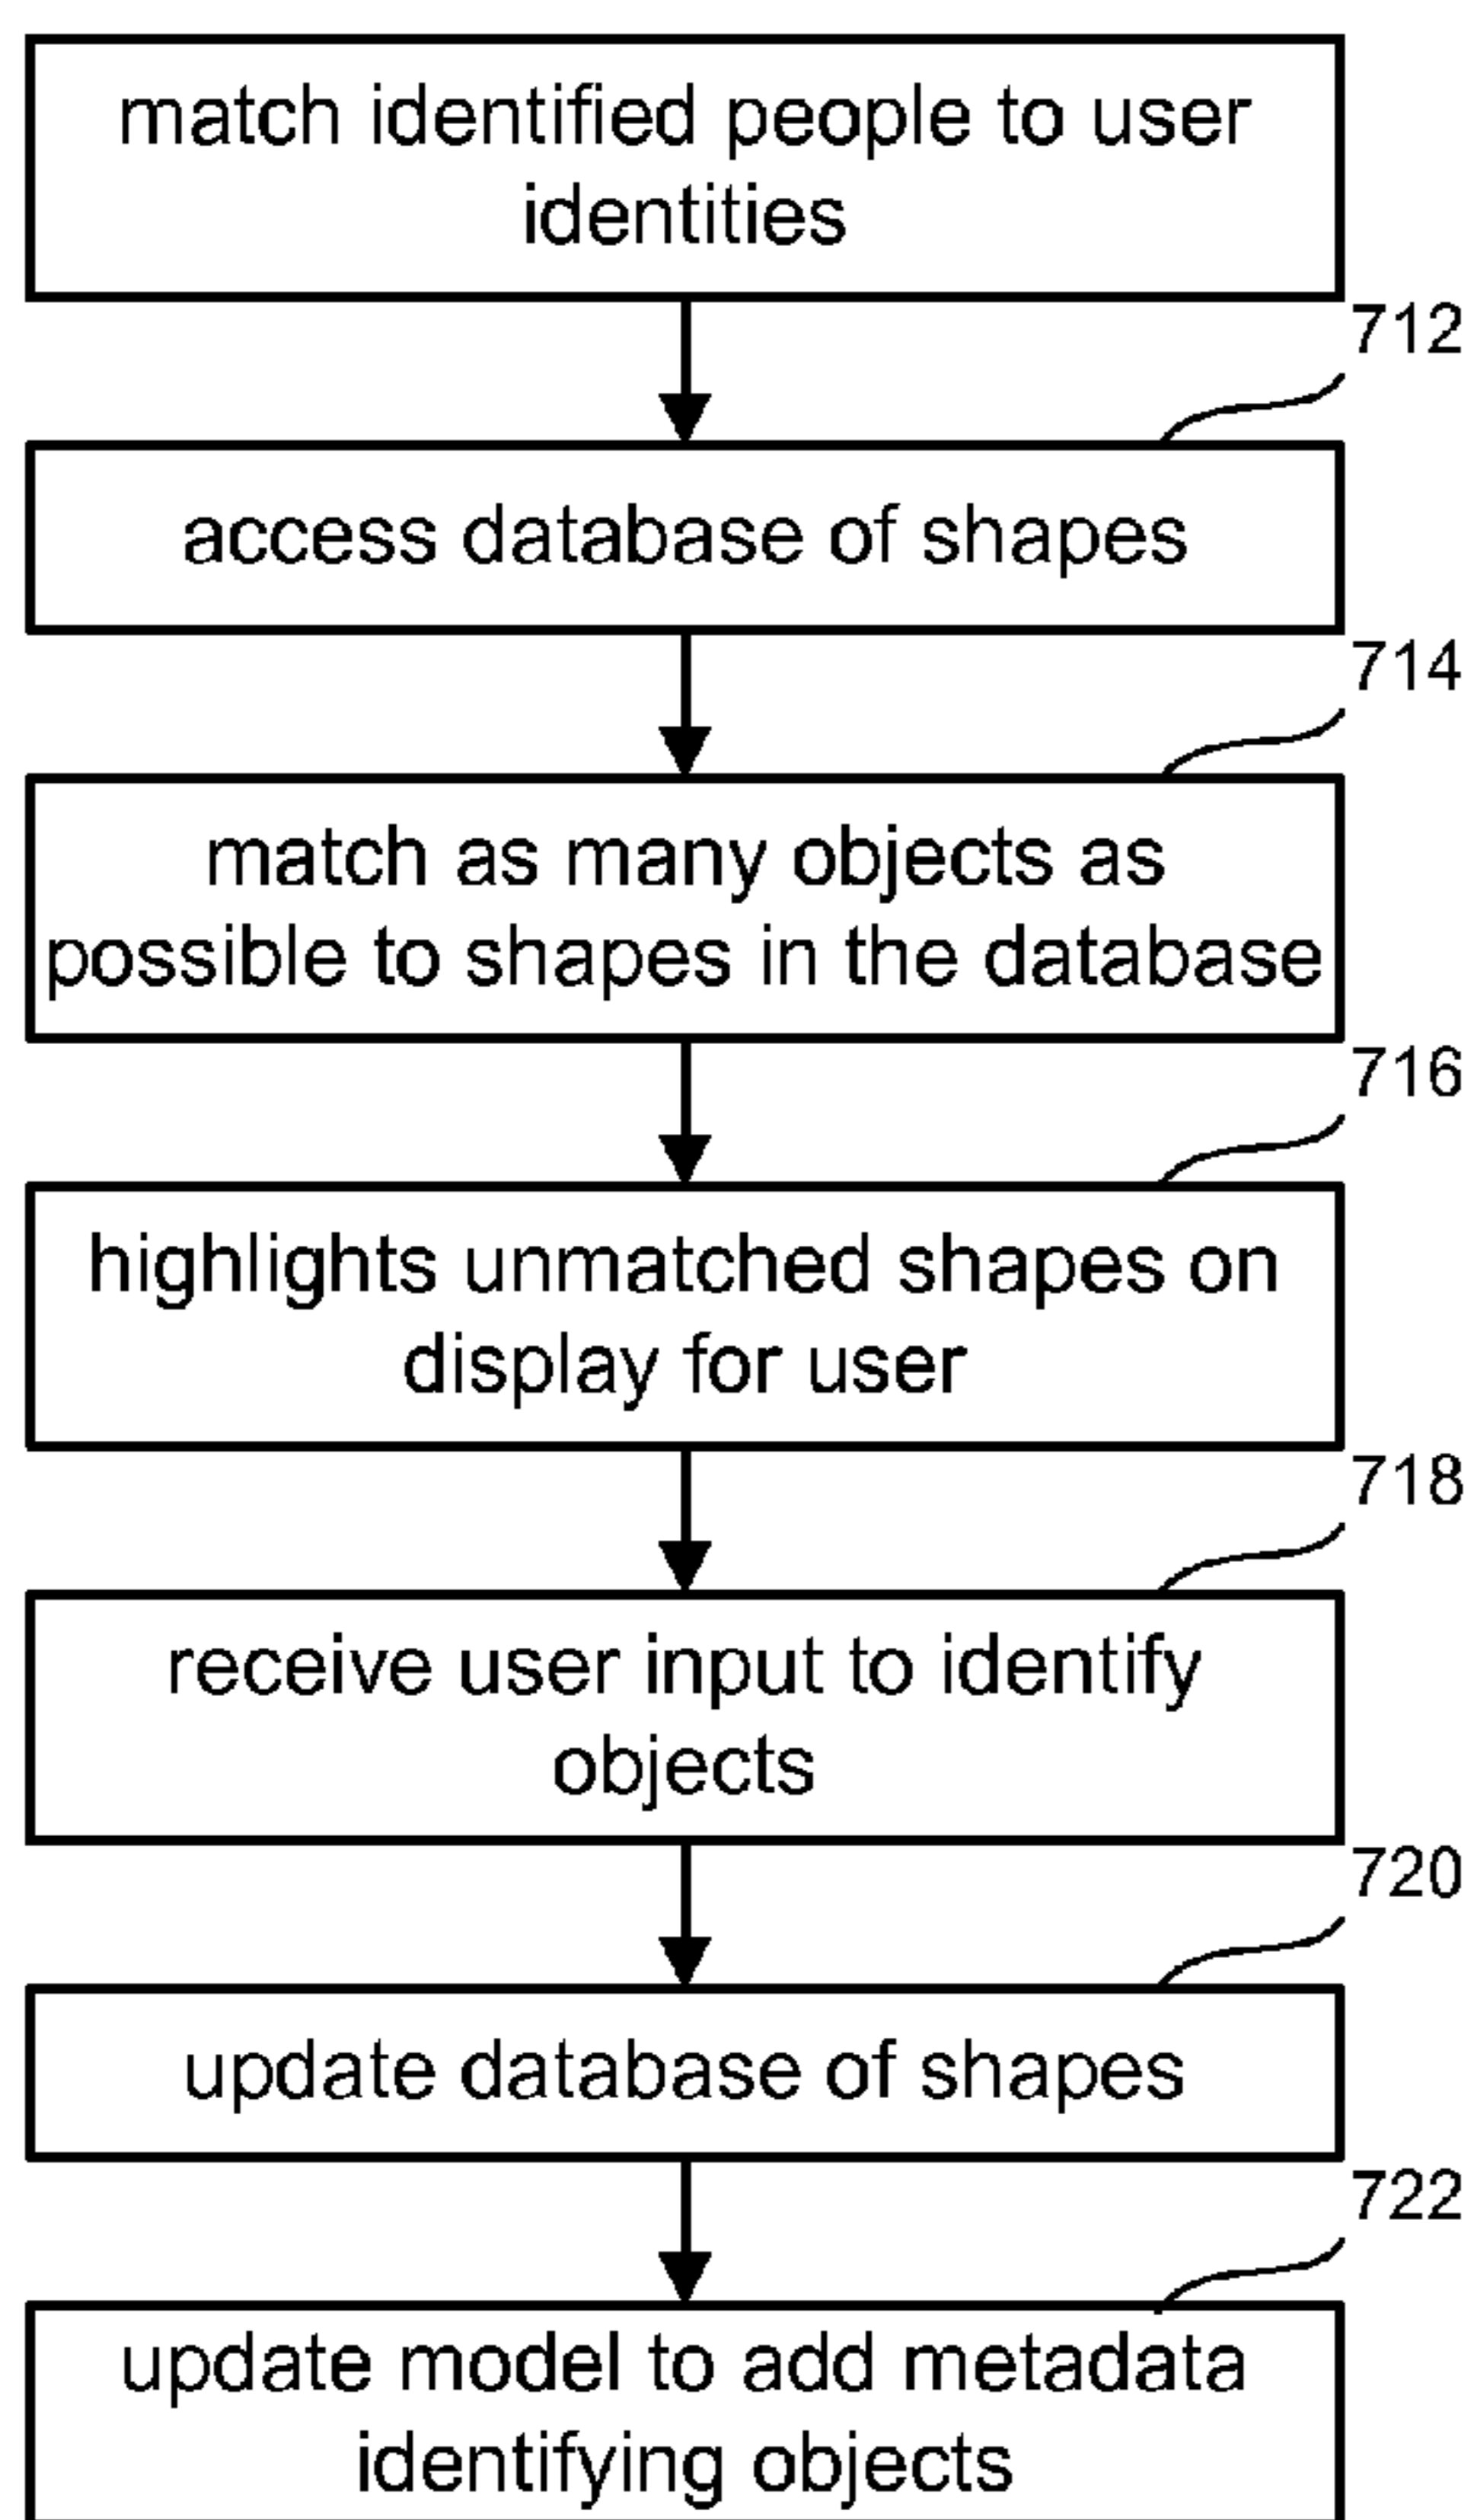 match identified people to user
identities
712
access database of shapes
714
match as many objects as
possible to shapes in the database
716
highlights unmatched shapes on
display for user
718
receive user input to identify
objects
720
update database of shapes
722
update model to add metadada
identifying objects